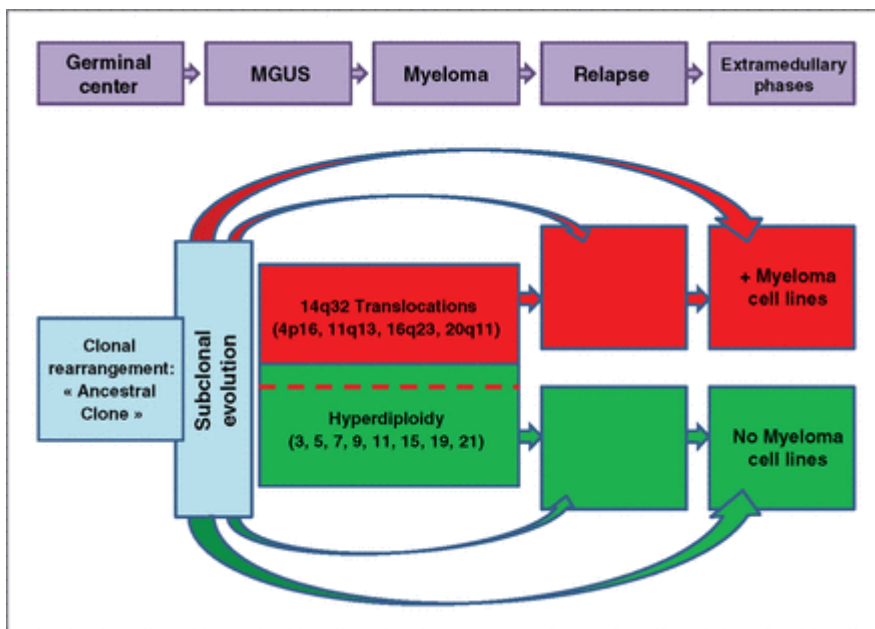 Germinal
center
MGUS
Myeloma
Relapse
Extramedullary
phases
Clonal
rearrangement:
« Ancestral
Clone »
Subclonal
evolution
14q32 Translocations
(4p16, 11q13, 16q23, 20q11)
Hyperdiploidy
(3, 5, 7, 9, 11, 15, 19, 21)
+ Myeloma
cell lines
No Myeloma
cell lines